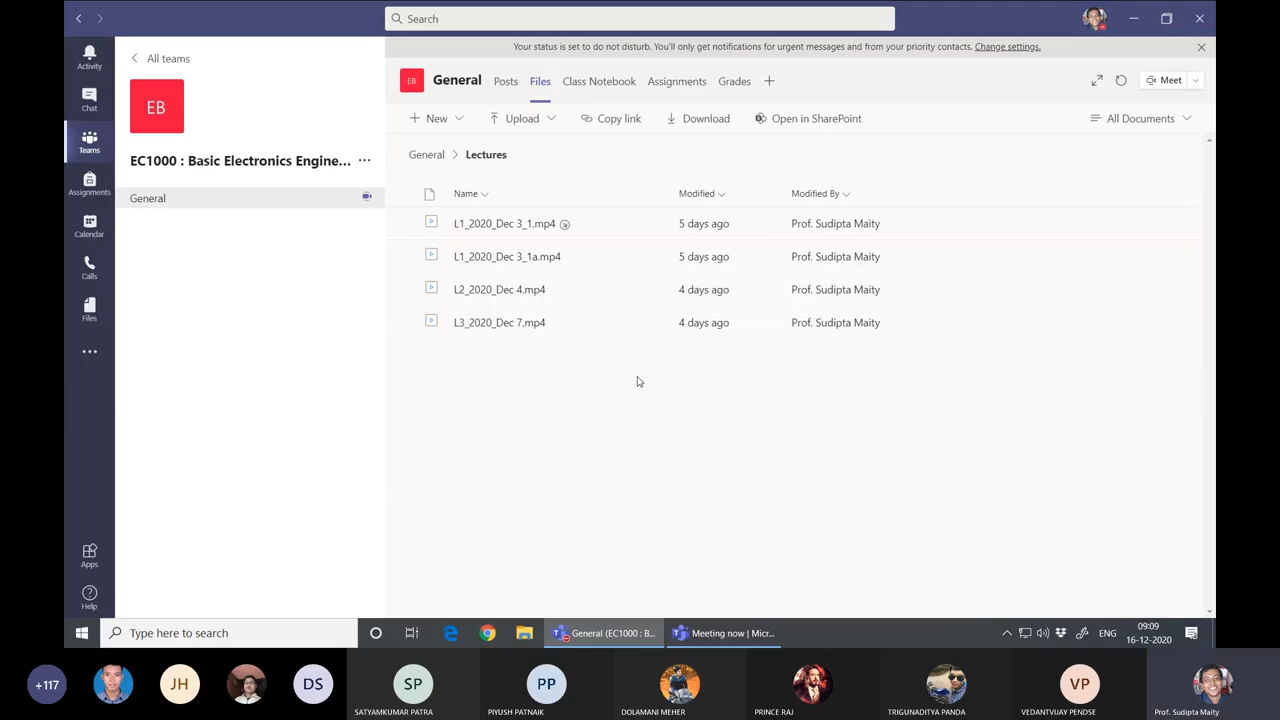 Search
Your status is set to do not disturb. You'll only get notifications for urgent messages and from your priority contacts. Change settings.
Activity
Chat
Teams
Assignments
Calendar
Calls
Files
Apps
Help
All teams
EB
EC1000 : Basic Electronics Engine...
General
EB General Posts Files Class Notebook Assignments Grades
Meet
New Upload Copy link Download Open in SharePoint All Documents
General > Lectures
Name Modified Modified By
L1_2020_Dec 3_1.mp4 5 days ago Prof. Sudipta Maity
L1_2020_Dec 3_1a.mp4 5 days ago Prof. Sudipta Maity
L2_2020_Dec 4.mp4 4 days ago Prof. Sudipta Maity
L3_2020_Dec 7.mp4 4 days ago Prof. Sudipta Maity
Type here to search
General (EC1000 : B...
Meeting now | Micr...
ENG
09:09
16-12-2020
+117 JH DS SP PP VP
SATYAMKUMAR PATRA PIYUSH PATNAIK DOLAMANI MEHER PRINCE RAJ TRIGUNADITYA PANDA VEDANTVIJAY PENDSE Prof. Sudipta Maity